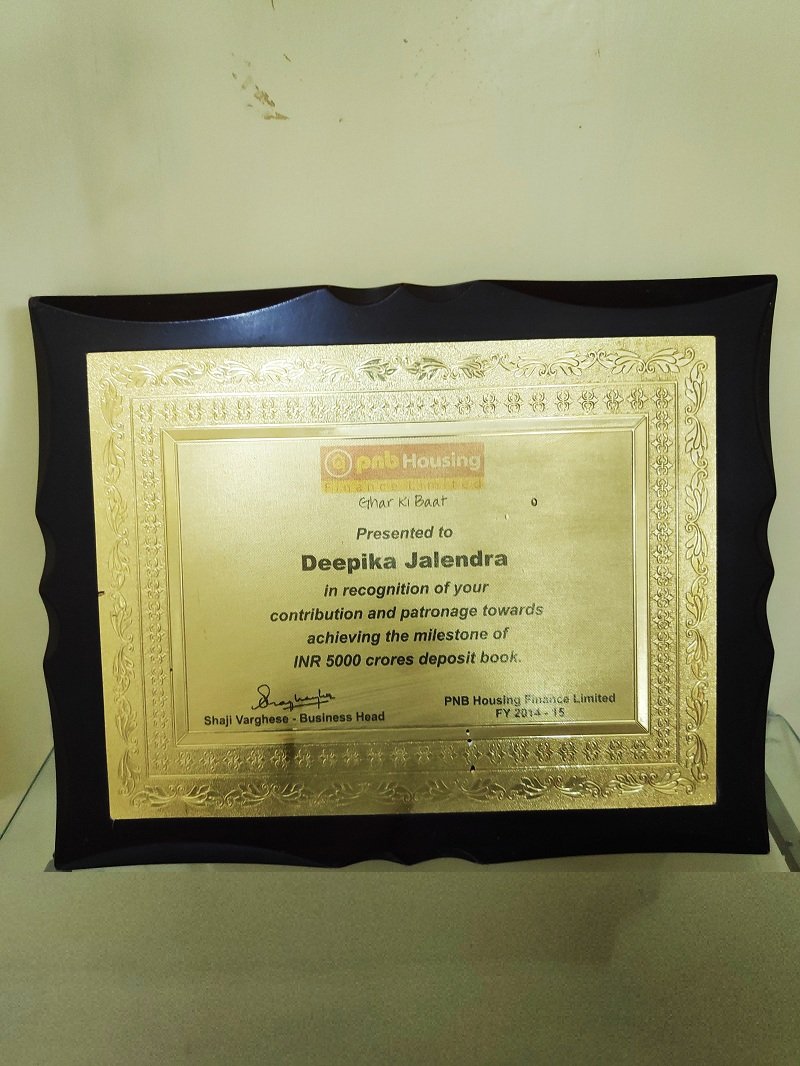 pnb Housing
Finance Limited
Ghar Ki Baat
Presented to
Deepika Jalendra
in recognition of your
contribution and patronage towards
achieving the milestone of
INR 5000 crores deposit book.
Shaji Varghese - Business Head
PNB Housing Finance Limited
FY 2014 - 15